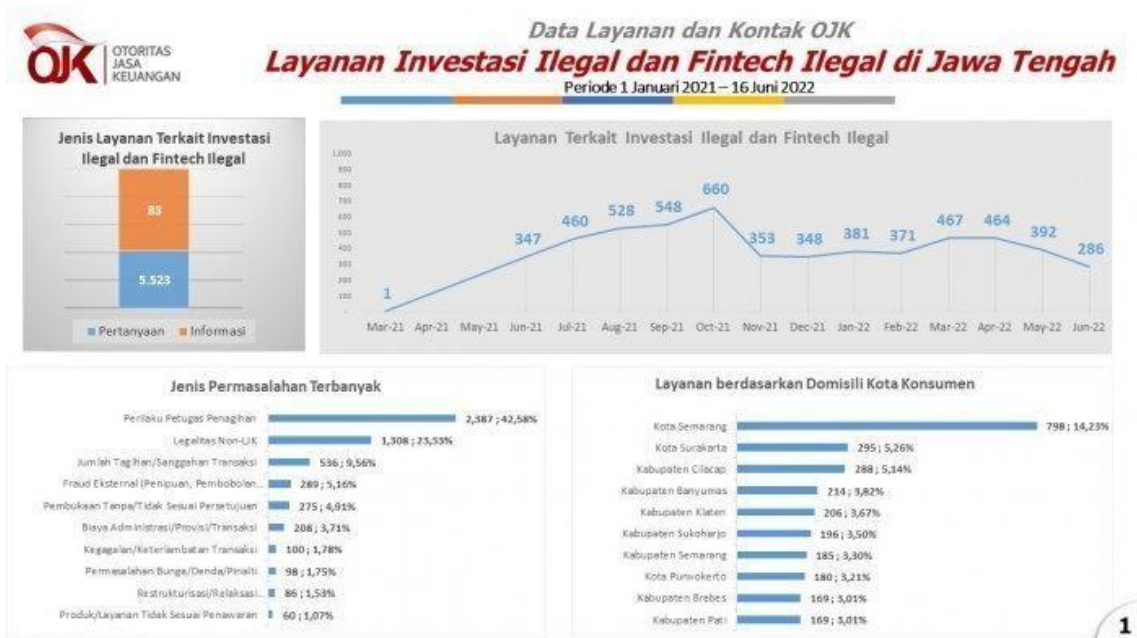 OJK
OTORITAS
JASA
KEUANGAN
Data Layanan dan Kontak OJK
Layanan Investasi Ilegal dan Fintech Ilegal di Jawa Tengah
Periode 1 Januari 2021 – 16 Juni 2022
Jenis Layanan Terkait Investasi
Ilegal dan Fintech Ilegal
83
5.523
Pertanyaan Informasi
Layanan Terkait Investasi Ilegal dan Fintech Ilegal
1,000
900
800
700
600
500
400
300
200
100
-
1
347
460
528
548
660
353
348
381
371
467
464
392
286
Mar-21 Apr-21 May-21 Jun-21 Jul-21 Aug-21 Sep-21 Oct-21 Nov-21 Dec-21 Jan-22 Feb-22 Mar-22 Apr-22 May-22 Jun-22
Jenis Permasalahan Terbanyak
Perilaku Petugas Penagihan 2,387 ; 42,58%
Legalitas Non-LJK 1,308 ; 23,33%
Jumlah Tagihan/Sanggahan Transaksi 536 ; 9,56%
Fraud Eksternal (Penipuan, Pembobolan... 289 ; 5,16%
Pembukaan Tanpa/Tidak Sesuai Persetujuan 275 ; 4,91%
Biaya Administrasi/Provisi/Transaksi 208 ; 3,71%
Kegagalan/Keterlambatan Transaksi 100 ; 1,78%
Permasalahan Bunga/Denda/Pinalti 98 ; 1,75%
Restrukturisasi/Relaksasi... 86 ; 1,53%
Produk/Layanan Tidak Sesuai Penawaran 60 ; 1,07%
Layanan berdasarkan Domisili Kota Konsumen
Kota Semarang 798 ; 14,23%
Kota Surakarta 295 ; 5,26%
Kabupaten Cilacap 288 ; 5,14%
Kabupaten Banyumas 214 ; 3,82%
Kabupaten Klaten 206 ; 3,67%
Kabupaten Sukoharjo 196 ; 3,50%
Kabupaten Semarang 185 ; 3,30%
Kota Purwokerto 180 ; 3,21%
Kabupaten Brebes 169 ; 3,01%
Kabupaten Pati 169 ; 3,01%
1